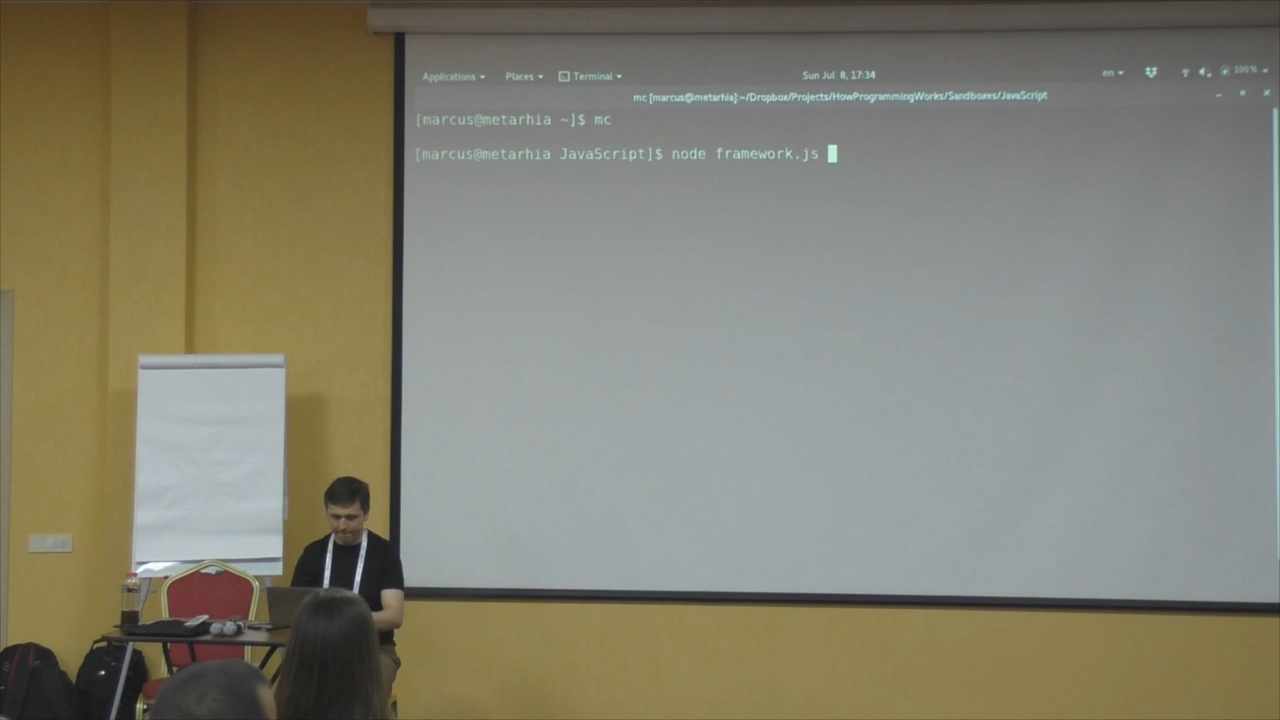 Applications Places Terminal Sun Jul 8, 17:34 en 100%
mc [marcus@metarhia]:~/Dropbox/Projects/HowProgrammingWorks/Sandboxes/JavaScript
[marcus@metarhia ~]$ mc
[marcus@metarhia JavaScript]$ node framework.js